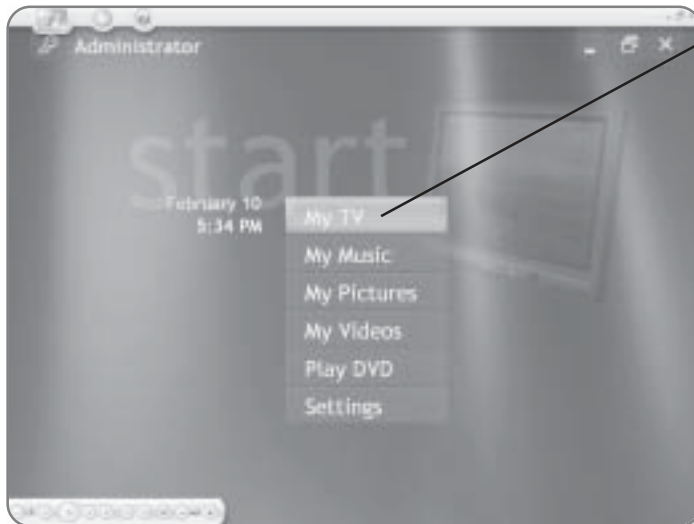 Administrator
start
February 10
5:34 PM
My TV
My Music
My Pictures
My Videos
Play DVD
Settings